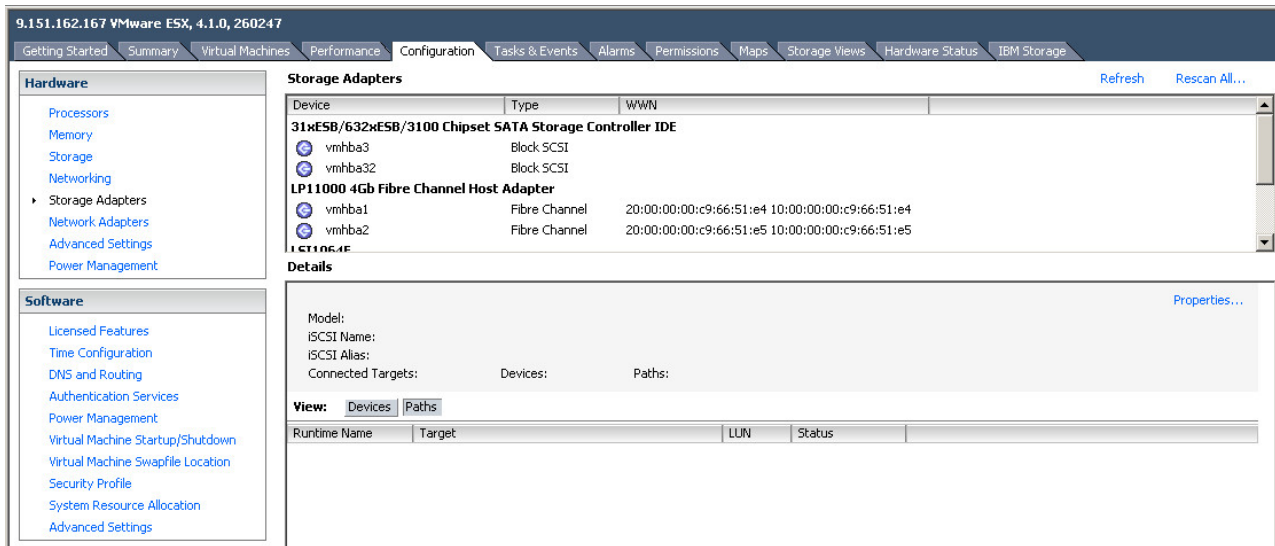 9.151.162.167 VMware ESX, 4.1.0, 260247
Getting Started Summary Virtual Machines Performance Configuration Tasks & Events Alarms Permissions Maps Storage Views Hardware Status IBM Storage
Hardware
Processors
Memory
Storage
Networking
Storage Adapters
Network Adapters
Advanced Settings
Power Management
Software
Licensed Features
Time Configuration
DNS and Routing
Authentication Services
Power Management
Virtual Machine Startup/Shutdown
Virtual Machine Swapfile Location
Security Profile
System Resource Allocation
Advanced Settings
Storage Adapters Refresh Rescan All...
Device Type WWN
31xESB/632xESB/3100 Chipset SATA Storage Controller IDE
vmhba3 Block SCSI
vmhba32 Block SCSI
LP11000 4Gb Fibre Channel Host Adapter
vmhba1 Fibre Channel 20:00:00:00:c9:66:51:e4 10:00:00:00:c9:66:51:e4
vmhba2 Fibre Channel 20:00:00:00:c9:66:51:e5 10:00:00:00:c9:66:51:e5
LSI1064E
Details
Properties...
Model:
iSCSI Name:
iSCSI Alias:
Connected Targets: Devices: Paths:
View: Devices Paths
Runtime Name Target LUN Status